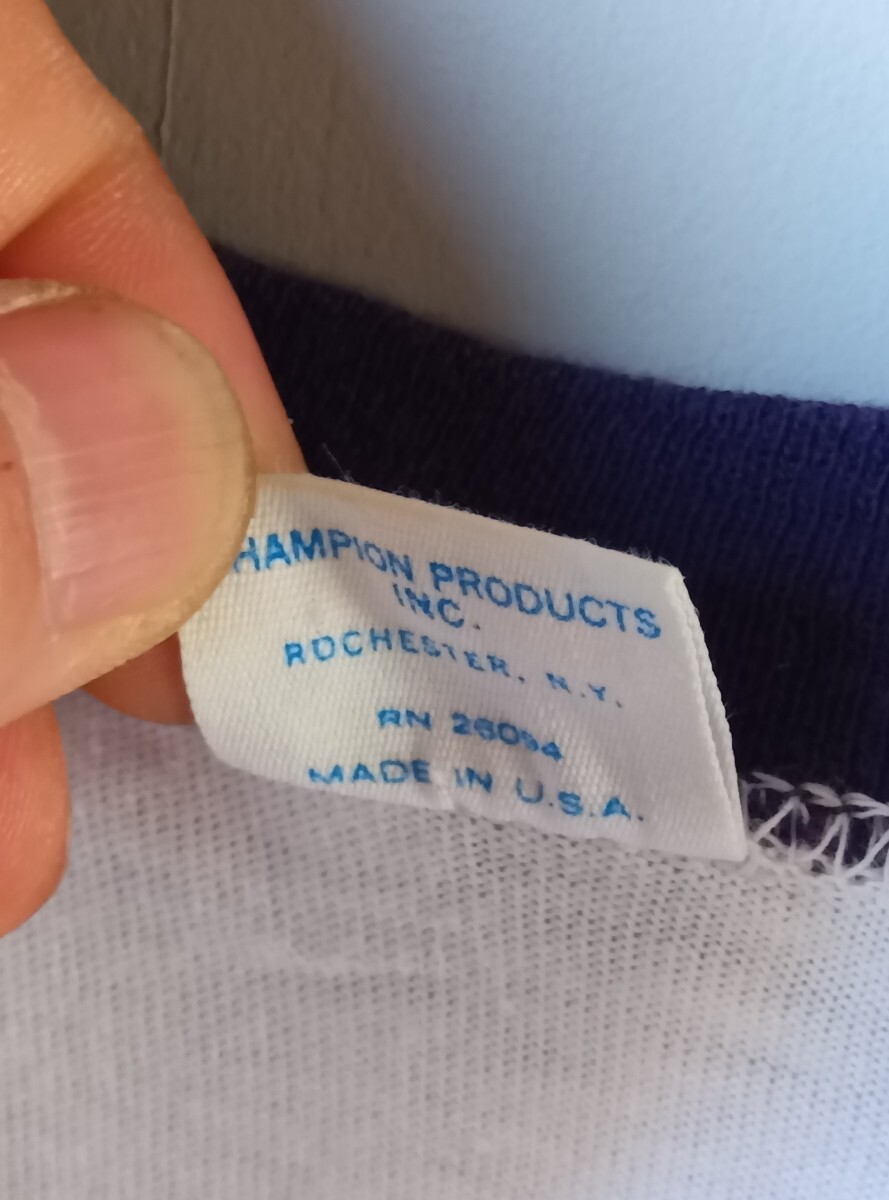 HAMPION PRODUCTS
INC.
ROCHESTER, N.Y.
RN 26094
MADE IN U.S.A.